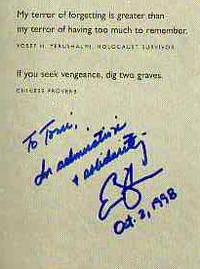 My terror of forgetting is greater than
my terror of having too much to remember.
YOSEF H. YERUSHALMI, HOLOCAUST SURVIVOR
If you seek vengeance, dig two graves.
CHINESE PROVERB
To Toni,
In admiration
+ solidarity,
Oct. 3, 1998